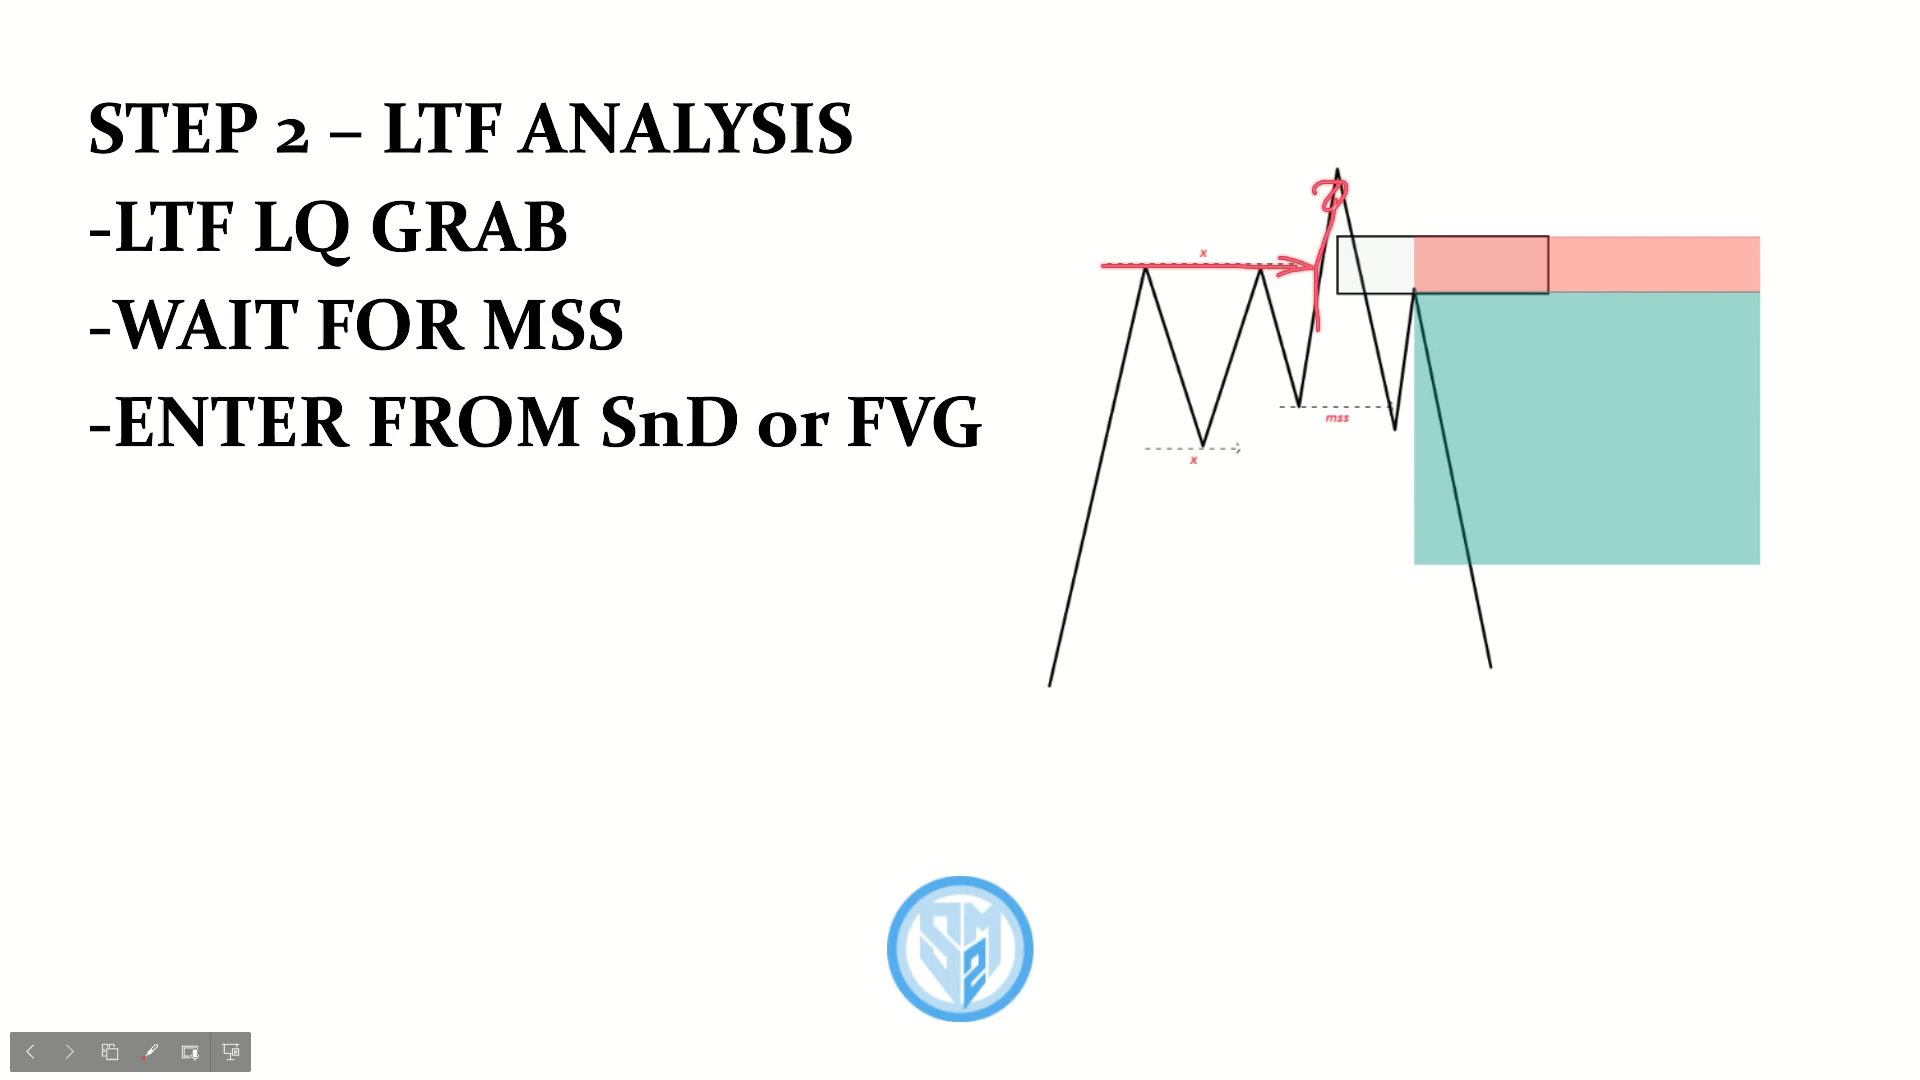 STEP 2 – LTF ANALYSIS
-LTF LQ GRAB
-WAIT FOR MSS
-ENTER FROM SnD or FVG
x
mss
x